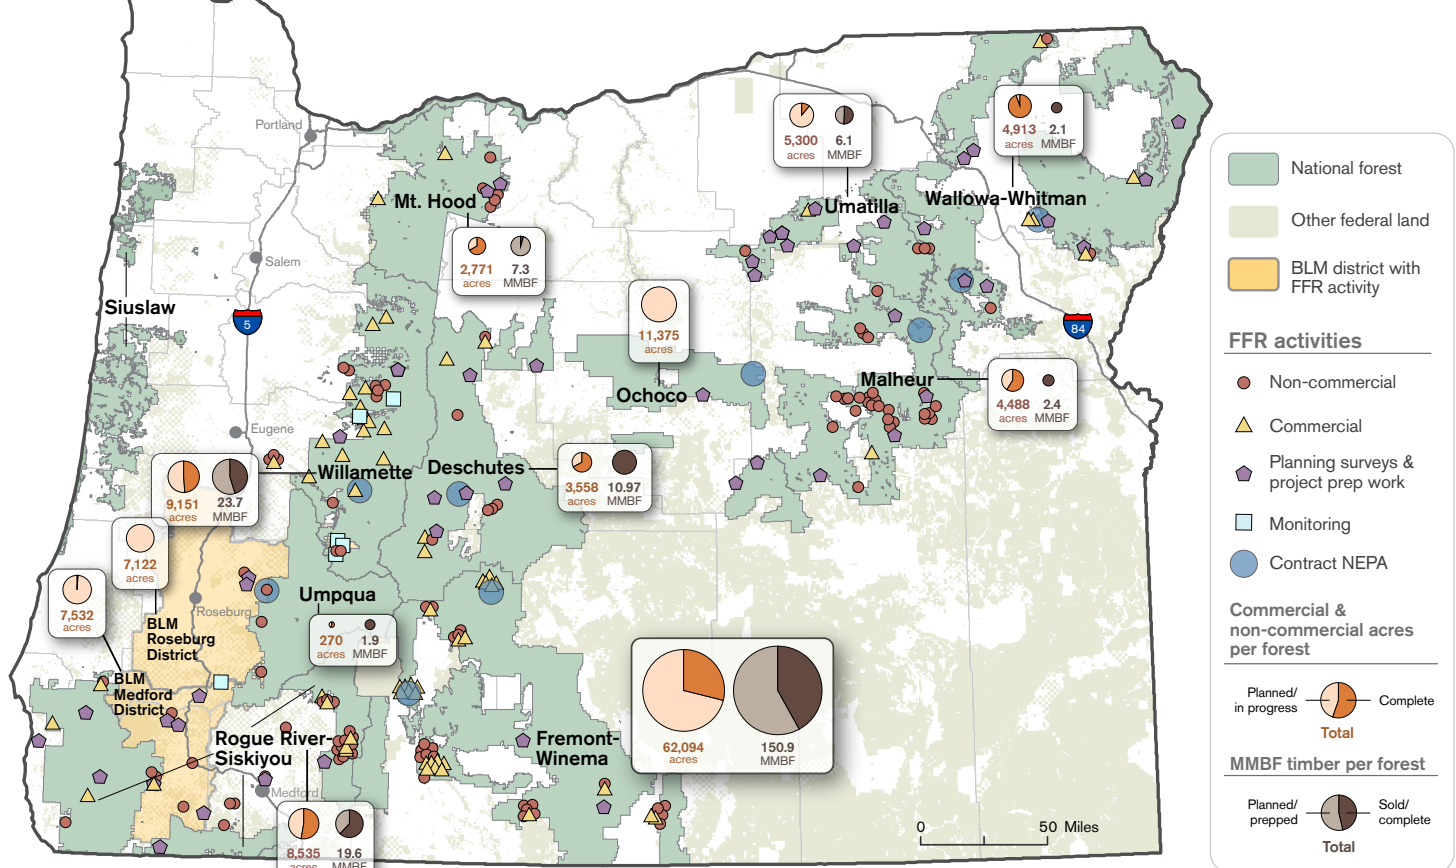 Portland
Mt. Hood
2,771
acres
7.3
MMBF
5,300
acres
6.1
MMBF
4,913
acres
2.1
MMBF
Umatilla
Wallowa-Whitman
Salem
Siuslaw
5
84
11,375
acres
Ochoco
Malheur
4,488
acres
2.4
MMBF
Eugene
Willamette
9,151
acres
23.7
MMBF
Deschutes
3,558
acres
10.97
MMBF
7,122
acres
7,532
acres
Roseburg
BLM
Roseburg
District
Umpqua
270
acres
1.9
MMBF
BLM
Medford
District
Rogue River-
Siskiyou
Medford
8,535
acres
19.6
MMBF
Fremont-
Winema
62,094
acres
150.9
MMBF
0
50 Miles
National forest
Other federal land
BLM district with
FFR activity
FFR activities
Non-commercial
Commercial
Planning surveys &
project prep work
Monitoring
Contract NEPA
Commercial &
non-commercial acres
per forest
Planned/
in progress
Complete
Total
MMBF timber per forest
Planned/
prepped
Sold/
complete
Total